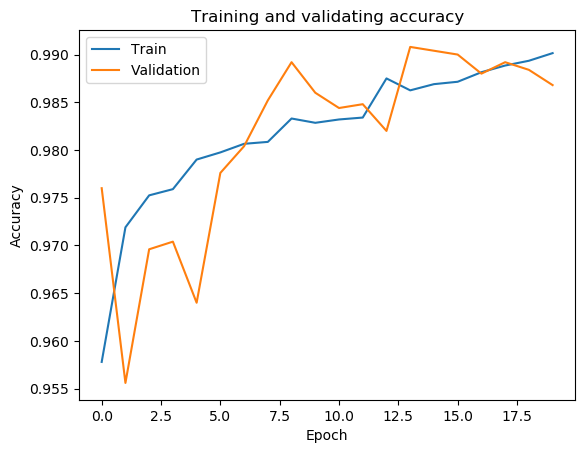 Training and validating accuracy
Train
Validation
0.990
0.985
0.980
0.975
0.970
0.965
0.960
0.955
Accuracy
0.0 2.5 5.0 7.5 10.0 12.5 15.0 17.5
Epoch